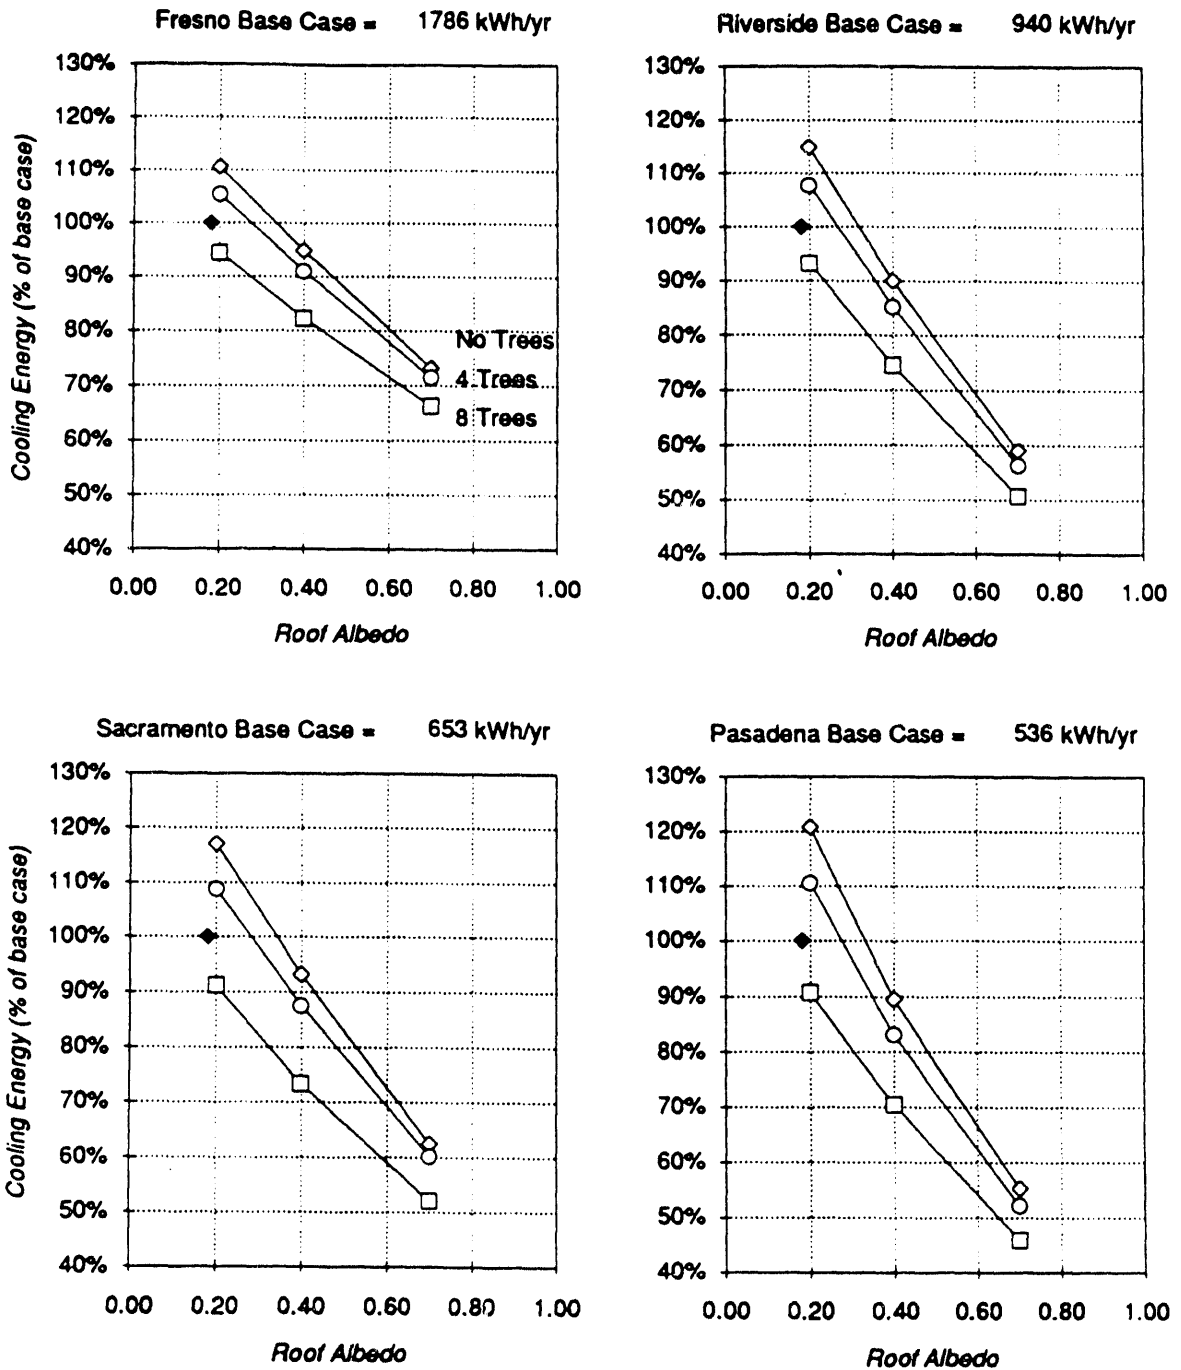 Fresno Base Case = 1786 kWh/yr
130%
120%
110%
100%
90%
80%
70%
60%
50%
40%
Cooling Energy (% of base case)
No Trees
4 Trees
8 Trees
0.00 0.20 0.40 0.60 0.80 1.00
Roof Albedo
Riverside Base Case = 940 kWh/yr
130%
120%
110%
100%
90%
80%
70%
60%
50%
40%
0.00 0.20 0.40 0.60 0.80 1.00
Roof Albedo
Sacramento Base Case = 653 kWh/yr
130%
120%
110%
100%
90%
80%
70%
60%
50%
40%
Cooling Energy (% of base case)
0.00 0.20 0.40 0.60 0.80 1.00
Roof Albedo
Pasadena Base Case = 536 kWh/yr
130%
120%
110%
100%
90%
80%
70%
60%
50%
40%
0.00 0.20 0.40 0.60 0.80 1.00
Roof Albedo